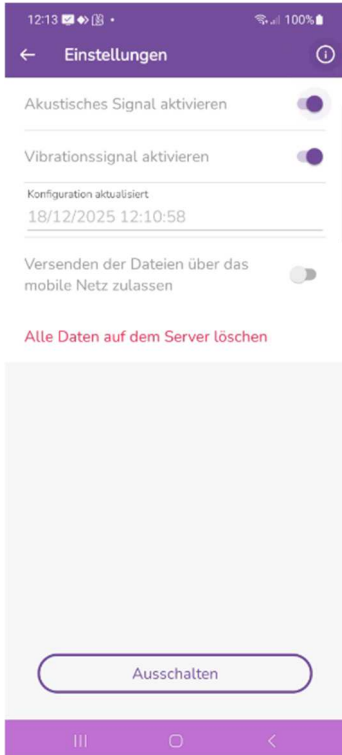 12:13
100%
Einstellungen
Akustisches Signal aktivieren
Vibrationssignal aktivieren
Konfiguration aktualisiert
18/12/2025 12:10:58
Versenden der Dateien über das
mobile Netz zulassen
Alle Daten auf dem Server löschen
Ausschalten